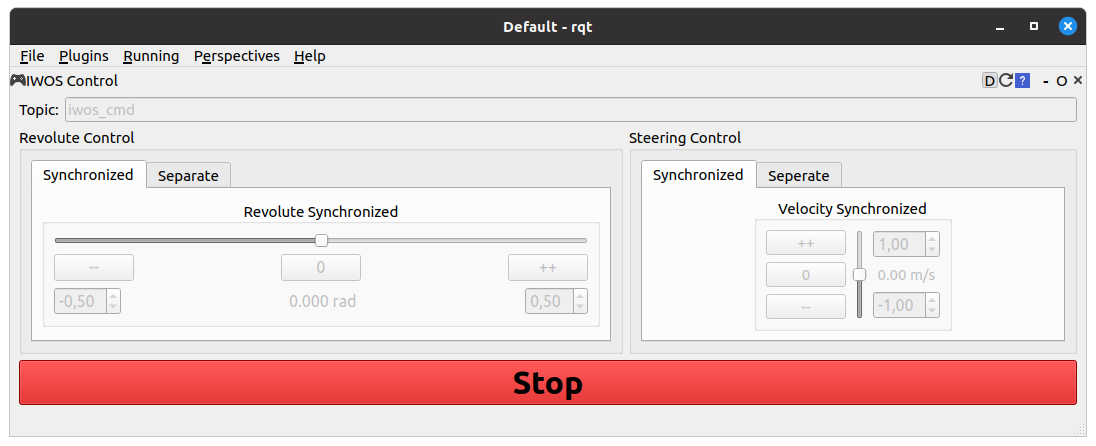 Default - rqt
File Plugins Running Perspectives Help
IWOS Control D ? - O ×
Topic: iwos_cmd
Revolute Control Steering Control
Synchronized Separate Synchronized Seperate
Revolute Synchronized
-- 0 ++
-0,50 0.000 rad 0,50
Velocity Synchronized
++ 1,00
0 0.00 m/s
-- -1,00
Stop